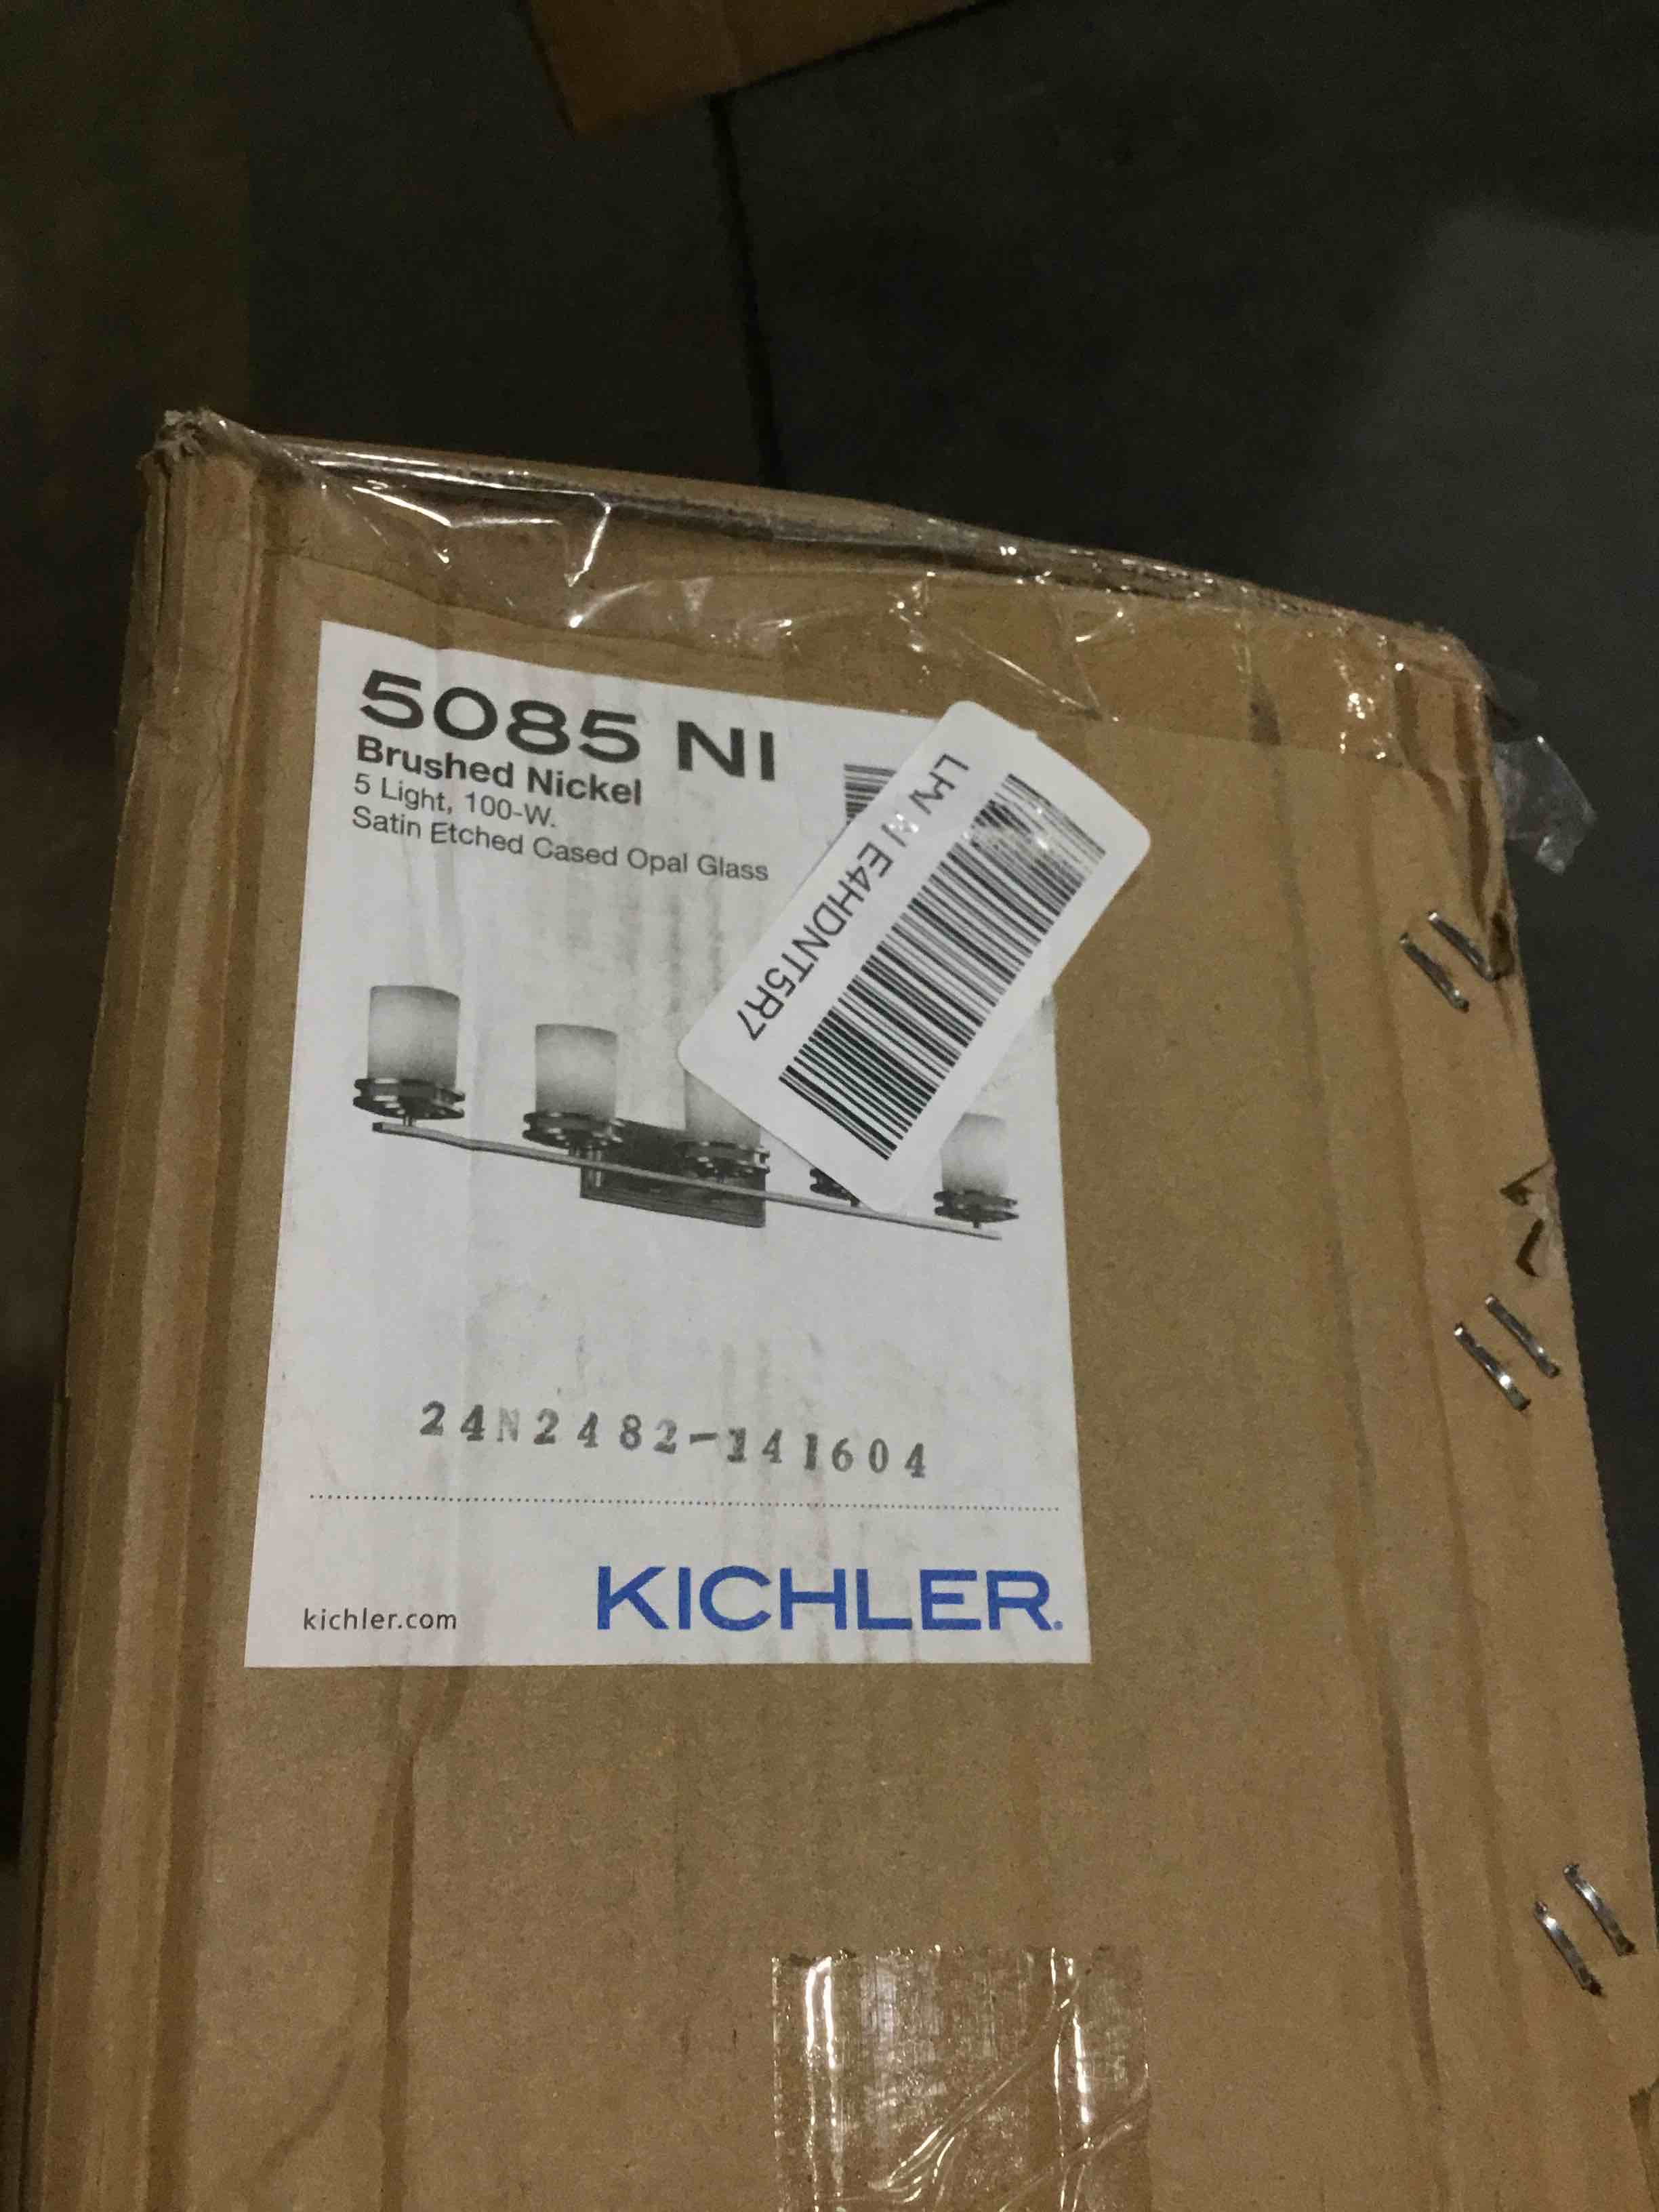 5085 NI
Brushed Nickel
5 Light, 100-W.
Satin Etched Cased Opal Glass
E4HDNT5R7
24N2482-141604
kichler.com
KICHLER.